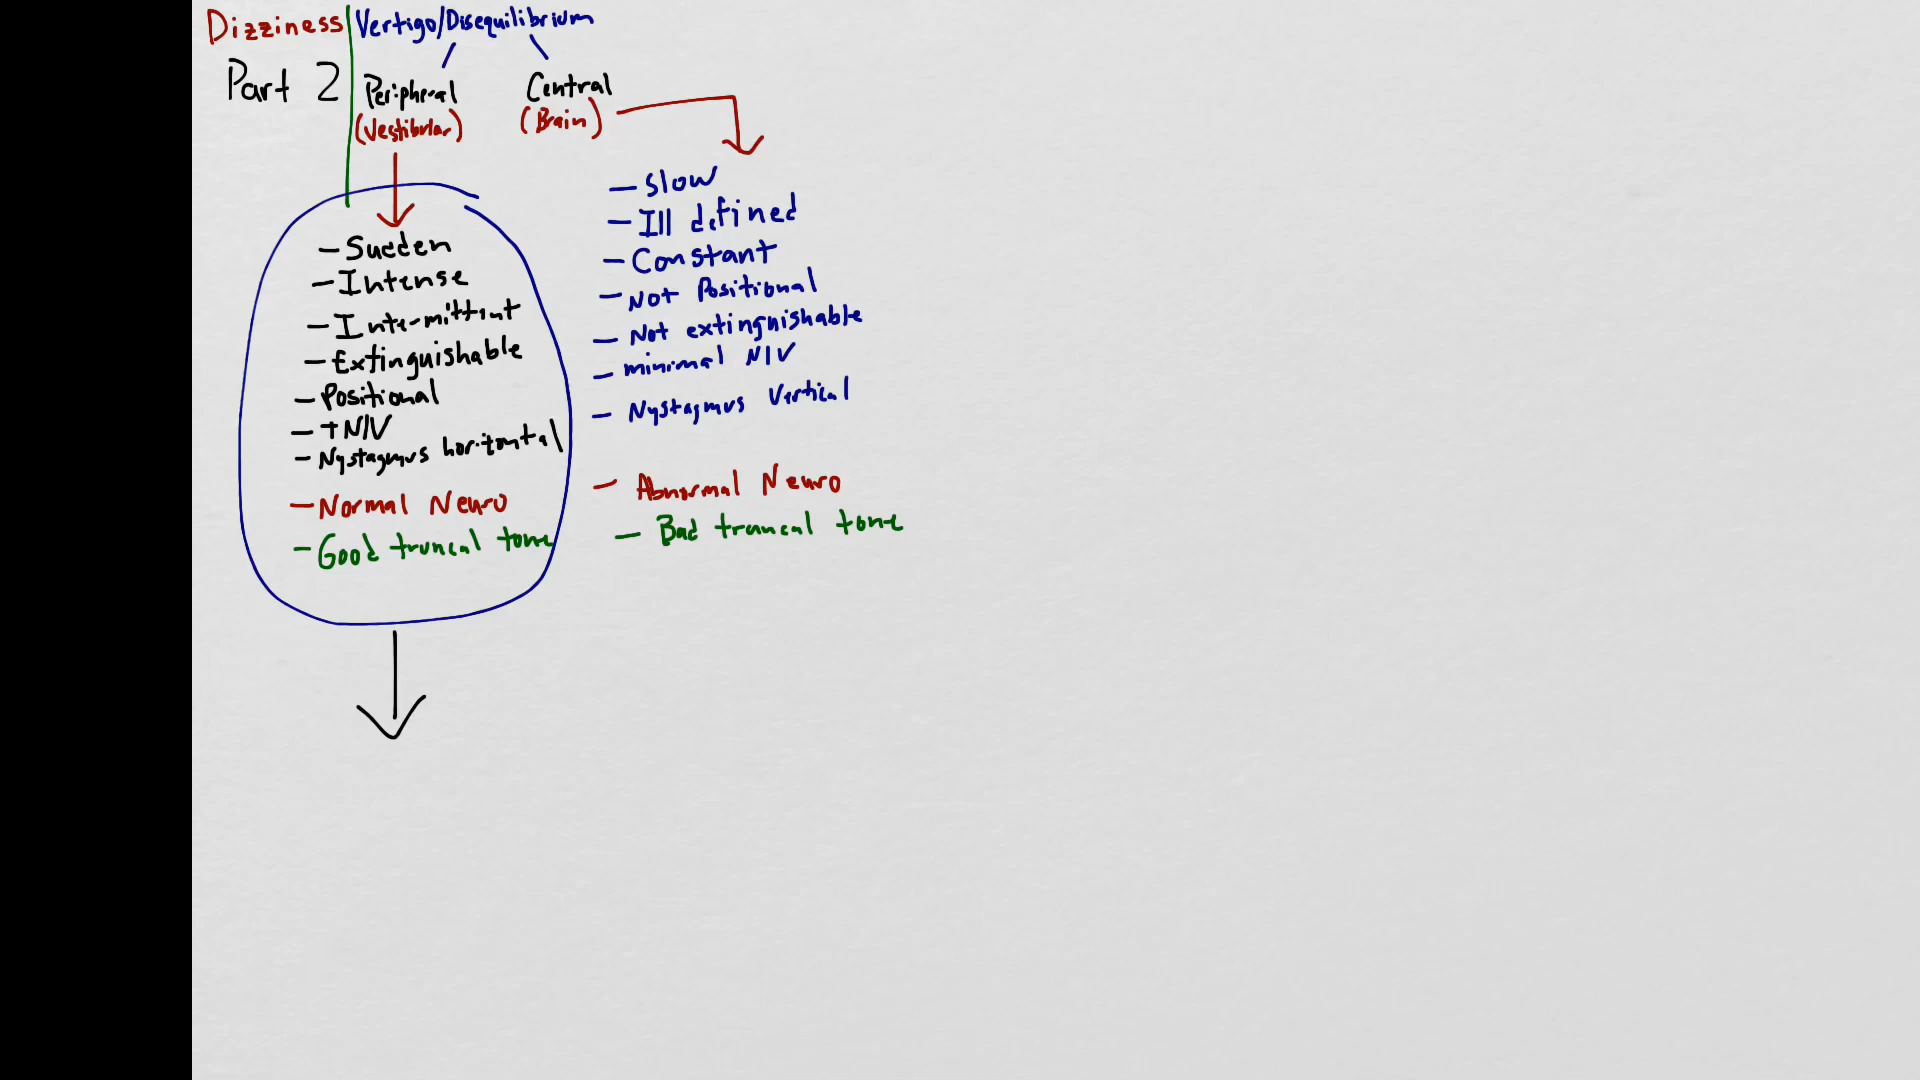 Dizziness
Part 2
Vertigo/Disequilibrium
Peripheral
(Vestibular)
Central
(Brain)
- Sudden
- Intense
- Intermittent
- Extinguishable
- Positional
- + N/V
- Nystagmus horizontal
- Normal Neuro
- Good truncal tone
- Slow
- Ill defined
- Constant
- Not Positional
- Not extinguishable
- minimal N/V
- Nystagmus Vertical
- Abnormal Neuro
- Bad truncal tone